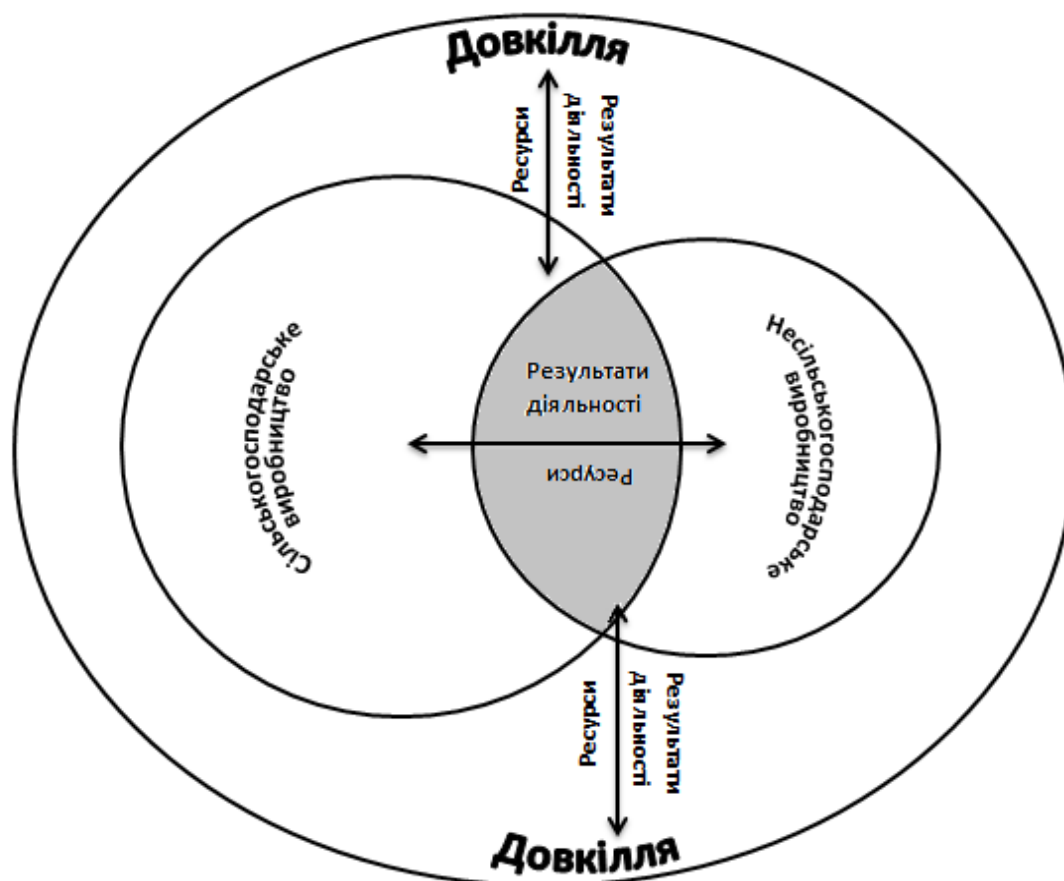 Довкілля
Ресурси
Результати
діяльності
Сільськогосподарське
виробництво
Результати
діяльності
Ресурси
Несільськогосподарське
виробництво
Ресурси
Результати
діяльності
Довкілля